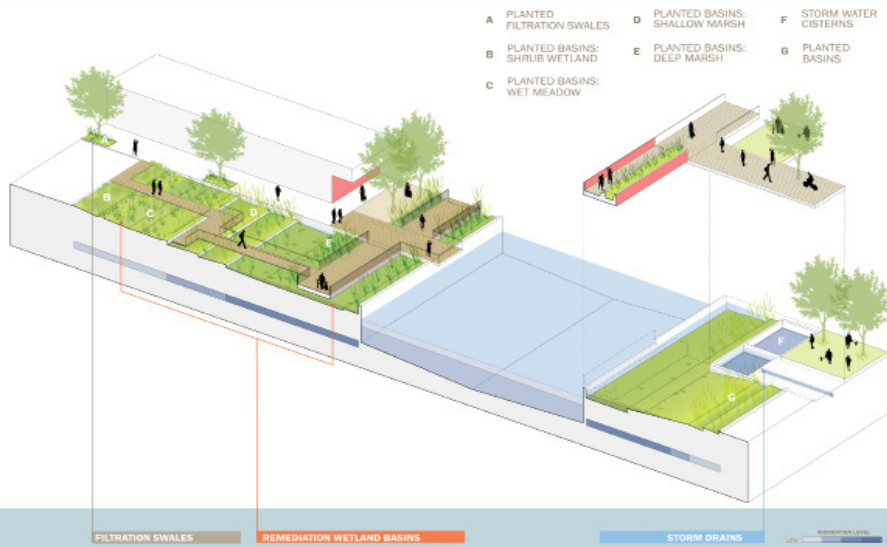 A PLANTED
FILTRATION SWALES
B PLANTED BASINS:
SHRUB WETLAND
C PLANTED BASINS:
WET MEADOW
D PLANTED BASINS:
SHALLOW MARSH
E PLANTED BASINS:
DEEP MARSH
F STORM WATER
CISTERNS
G PLANTED
BASINS
A
B
C
D
E
F
G
FILTRATION SWALES
REMEDIATION WETLAND BASINS
STORM DRAINS
LOW